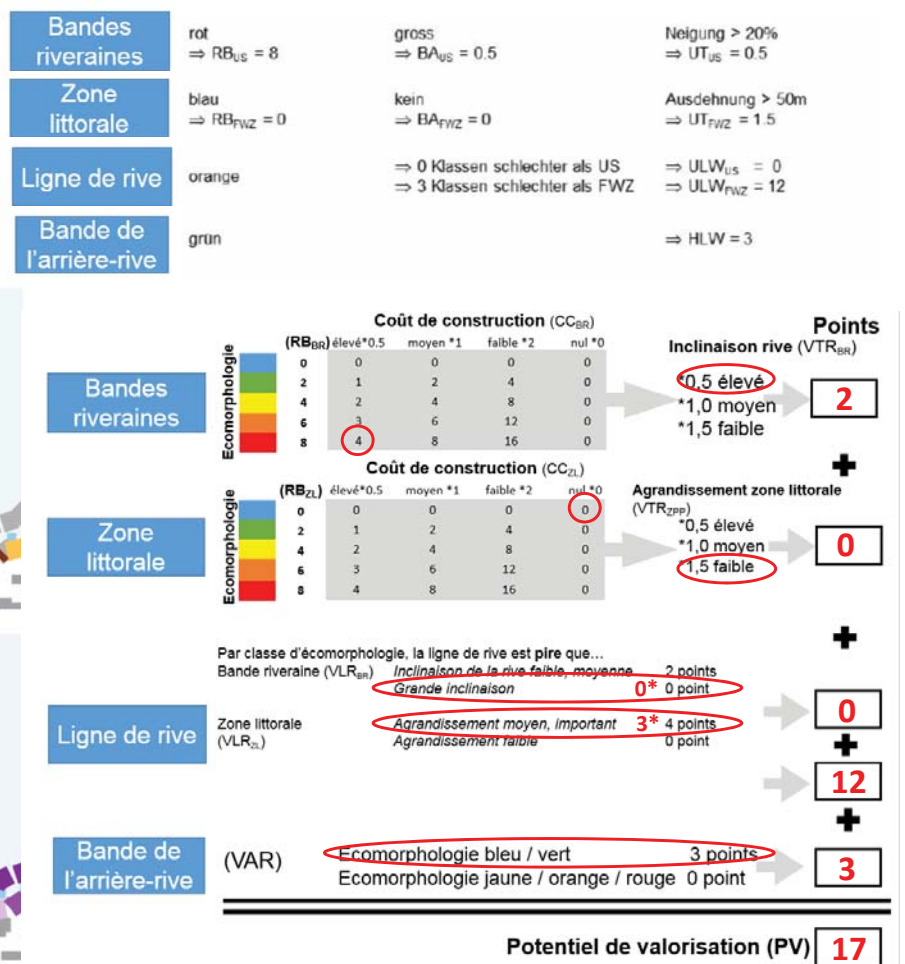 Bandes riveraines
rot
⇒ RB_US = 8
gross
⇒ BA_US = 0.5
Neigung > 20%
⇒ UT_US = 0.5
Zone littorale
blau
⇒ RB_FWZ = 0
kein
⇒ BA_FWZ = 0
Ausdehnung > 50m
⇒ UT_FWZ = 1.5
Ligne de rive
orange
⇒ 0 Klassen schlechter als US
⇒ 3 Klassen schlechter als FWZ
⇒ ULW_US = 0
⇒ ULW_FWZ = 12
Bande de l'arrière-rive
grün
⇒ HLW = 3
Coût de construction (CC_BR)
Points
(RB_BR) élevé*0.5 moyen *1 faible *2 nul *0
Inclinaison rive (VTR_BR)
Bandes riveraines
Ecomorphologie
0 0 0 0 0
2 1 2 4 0
4 2 4 8 0
6 3 6 12 0
8 4 8 16 0
*0,5 élevé
*1,0 moyen
*1,5 faible
2
+
Coût de construction (CC_ZL)
(RB_ZL) élevé*0.5 moyen *1 faible *2 nul *0
Agrandissement zone littorale
(VTR_ZPP)
Zone littorale
Ecomorphologie
0 0 0 0 0
2 1 2 4 0
4 2 4 8 0
6 3 6 12 0
8 4 8 16 0
*0,5 élevé
*1,0 moyen
*1,5 faible
0
+
Par classe d'écomorphologie, la ligne de rive est pire que...
Bande riveraine (VLR_BR) Inclinaison de la rive faible, moyenne 2 points
Grande inclinaison 0* 0 point
0
+
Ligne de rive
Zone littorale Agrandissement moyen, important 3* 4 points
(VLR_ZL) Agrandissement faible 0 point
12
+
Bande de l'arrière-rive
(VAR)
Ecomorphologie bleu / vert 3 points
Ecomorphologie jaune / orange / rouge 0 point
3
Potentiel de valorisation (PV) 17